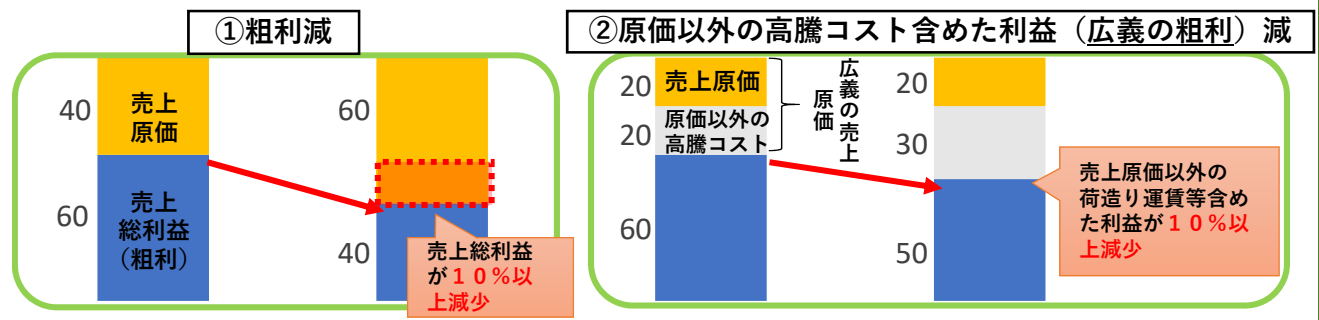 ①粗利減
40
売上
原価
60
売上
総利益
（粗利）
60
40
売上総利益
が１０％以
上減少
②原価以外の高騰コスト含めた利益（広義の粗利）減
20
売上原価
20
原価以外の
高騰コスト
広義の売上
原価
60
20
30
50
売上原価以外の
荷造り運賃等含め
た利益が１０％以
上減少